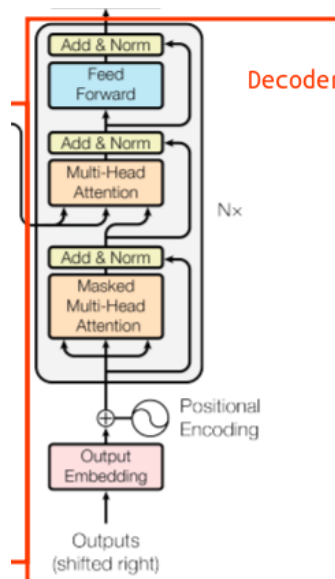 Decoder
Add & Norm
Feed
Forward
Add & Norm
Multi-Head
Attention
N×
Add & Norm
Masked
Multi-Head
Attention
Positional
Encoding
Output
Embedding
Outputs
(shifted right)